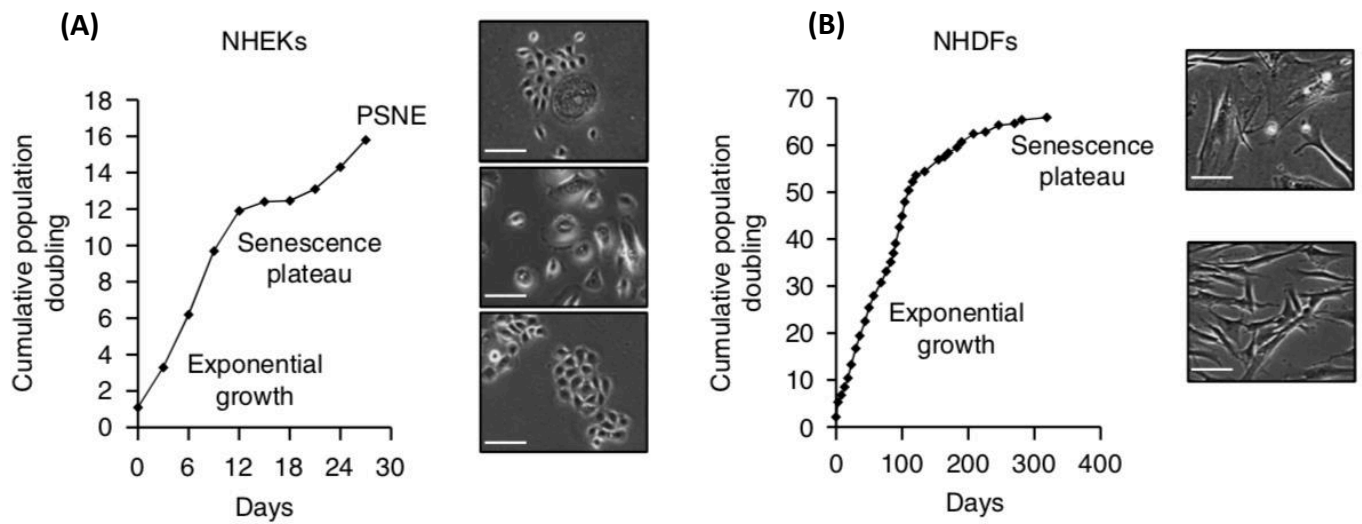 (A)
NHEKs
Cumulative population
doubling
18
16
14
12
10
8
6
4
2
0
PSNE
Senescence
plateau
Exponential
growth
0 6 12 18 24 30
Days
(B)
NHDFs
Cumulative population
doubling
70
60
50
40
30
20
10
0
Senescence
plateau
Exponential
growth
0 100 200 300 400
Days